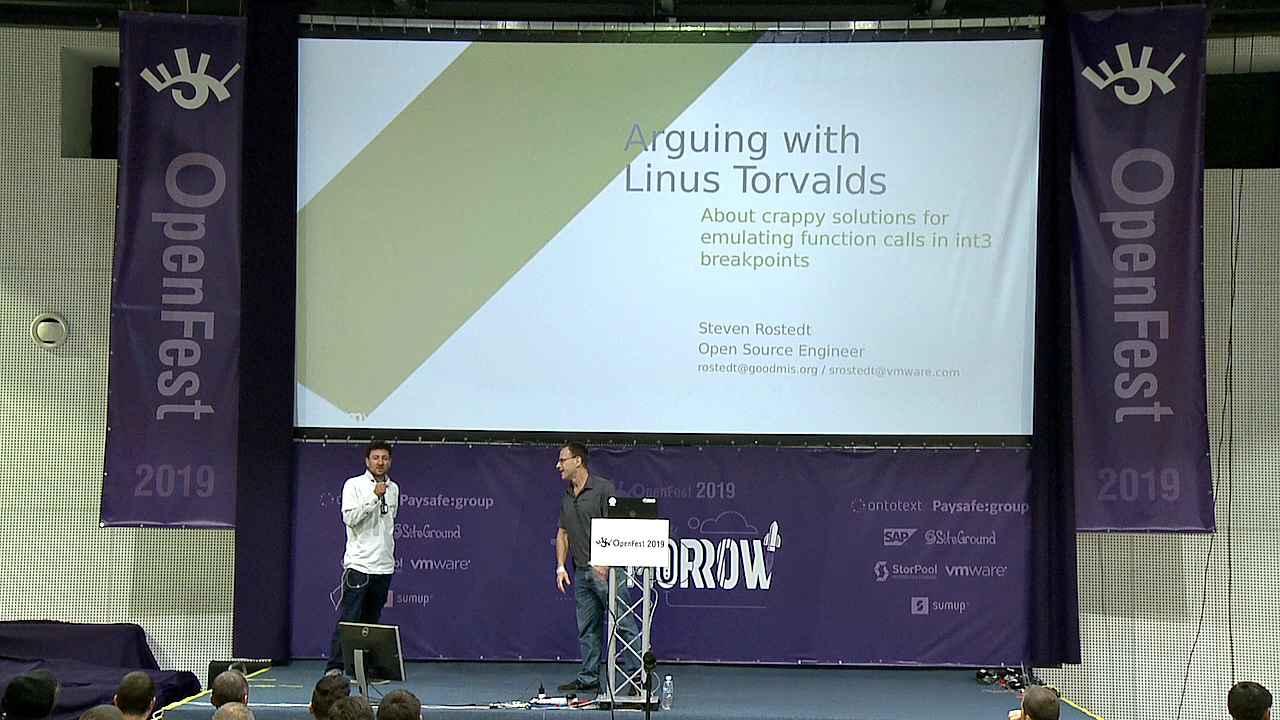 OpenFest
2019
Arguing with
Linus Torvalds
About crappy solutions for
emulating function calls in int3
breakpoints
Steven Rostedt
Open Source Engineer
rostedt@goodmis.org / srostedt@vmware.com
OpenFest
2019
Paysafe:group
SiteGround
vmware
sumup
OpenFest 2019
OpenFest 2019
ORROW
ontotext Paysafe:group
SAP SiteGround
StorPool vmware
sumup